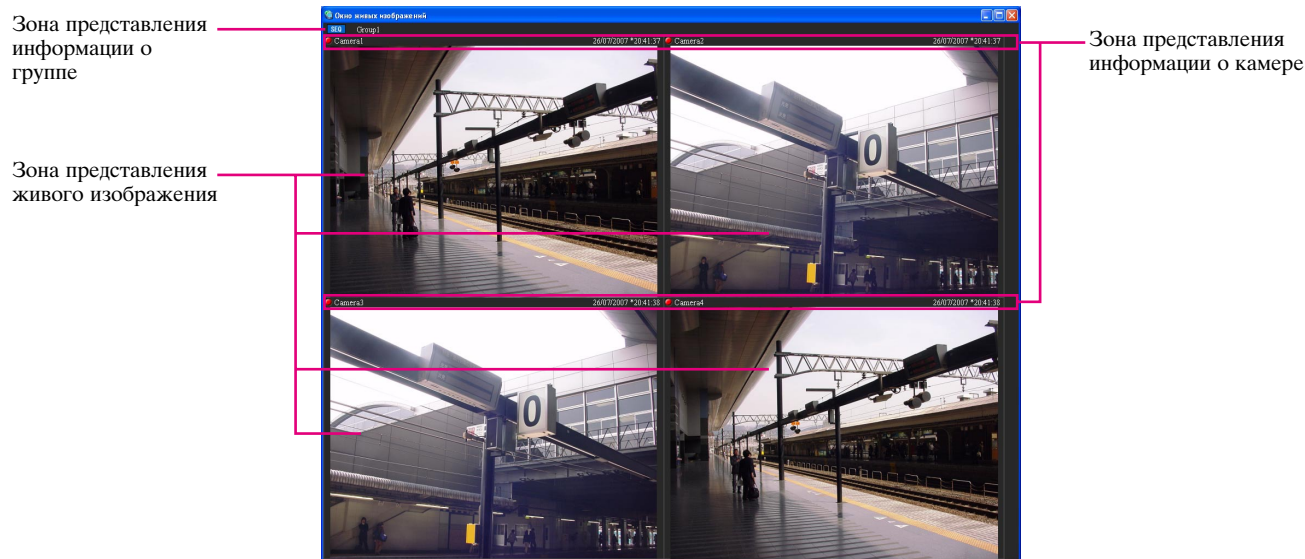 Зона представления
информации о
группе
Зона представления
живого изображения
Окно живых изображений
SEQ Group1
Camera1 26/07/2007 *20:41:37 Camera2 26/07/2007 *20:41:37
0
Camera3 26/07/2007 *20:41:38 Camera4 26/07/2007 *20:41:38
0
Зона представления
информации о камере